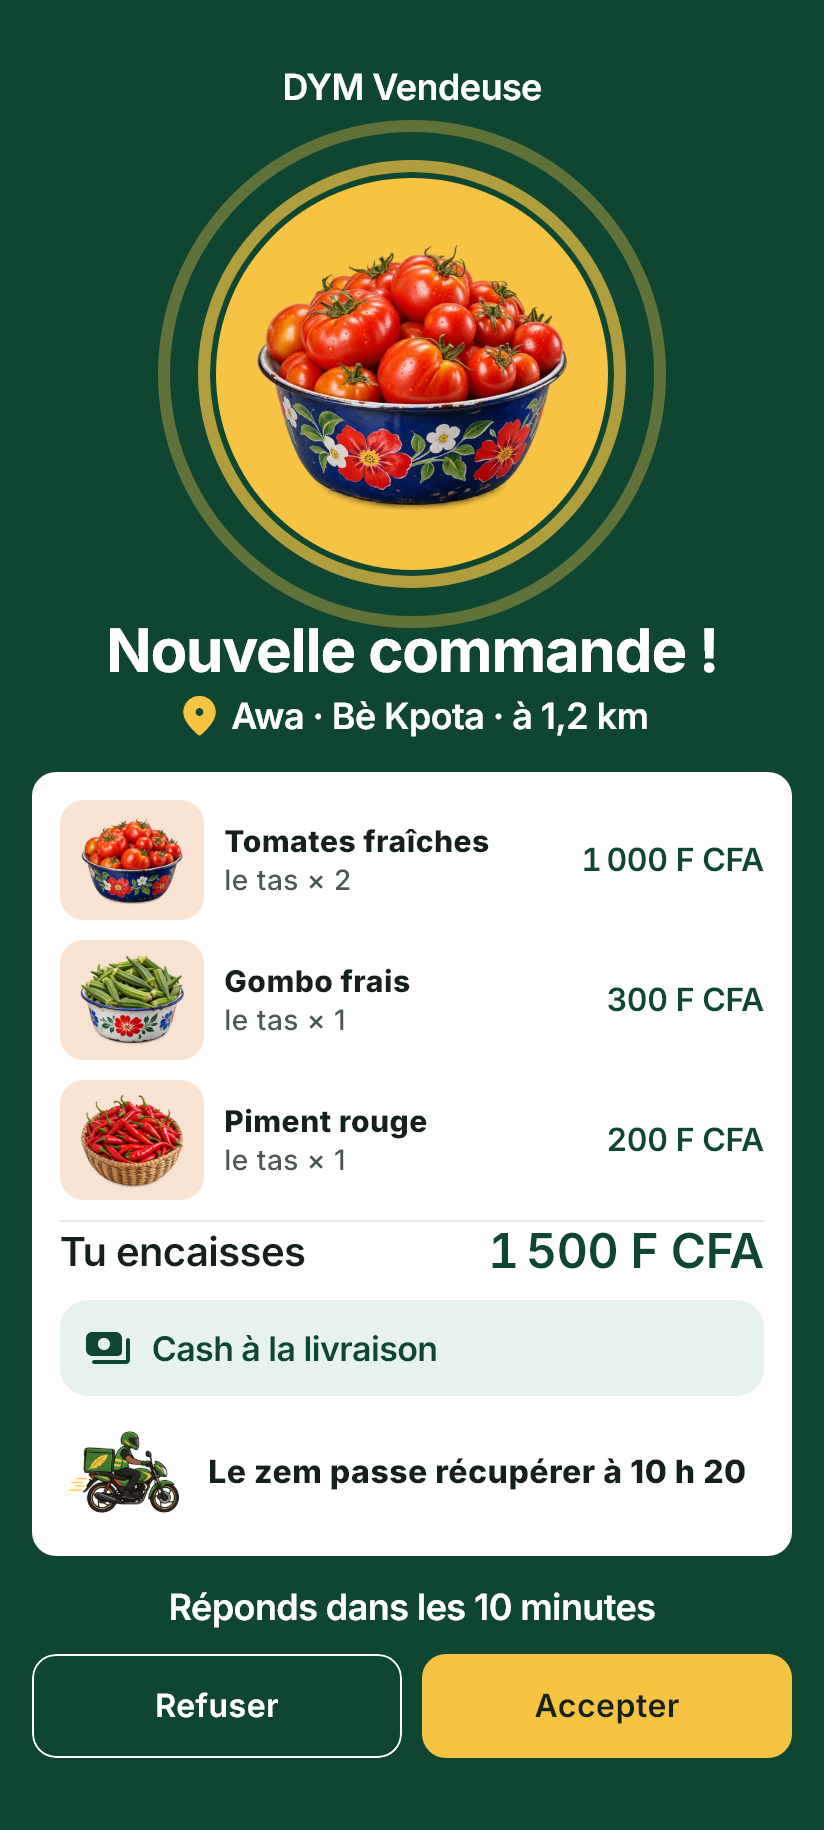 DYM Vendeuse
Nouvelle commande !
Awa · Bè Kpota · à 1,2 km
Tomates fraîches
le tas × 2
1 000 F CFA
Gombo frais
le tas × 1
300 F CFA
Piment rouge
le tas × 1
200 F CFA
Tu encaisses
1 500 F CFA
Cash à la livraison
Le zem passe récupérer à 10 h 20
Réponds dans les 10 minutes
Refuser
Accepter